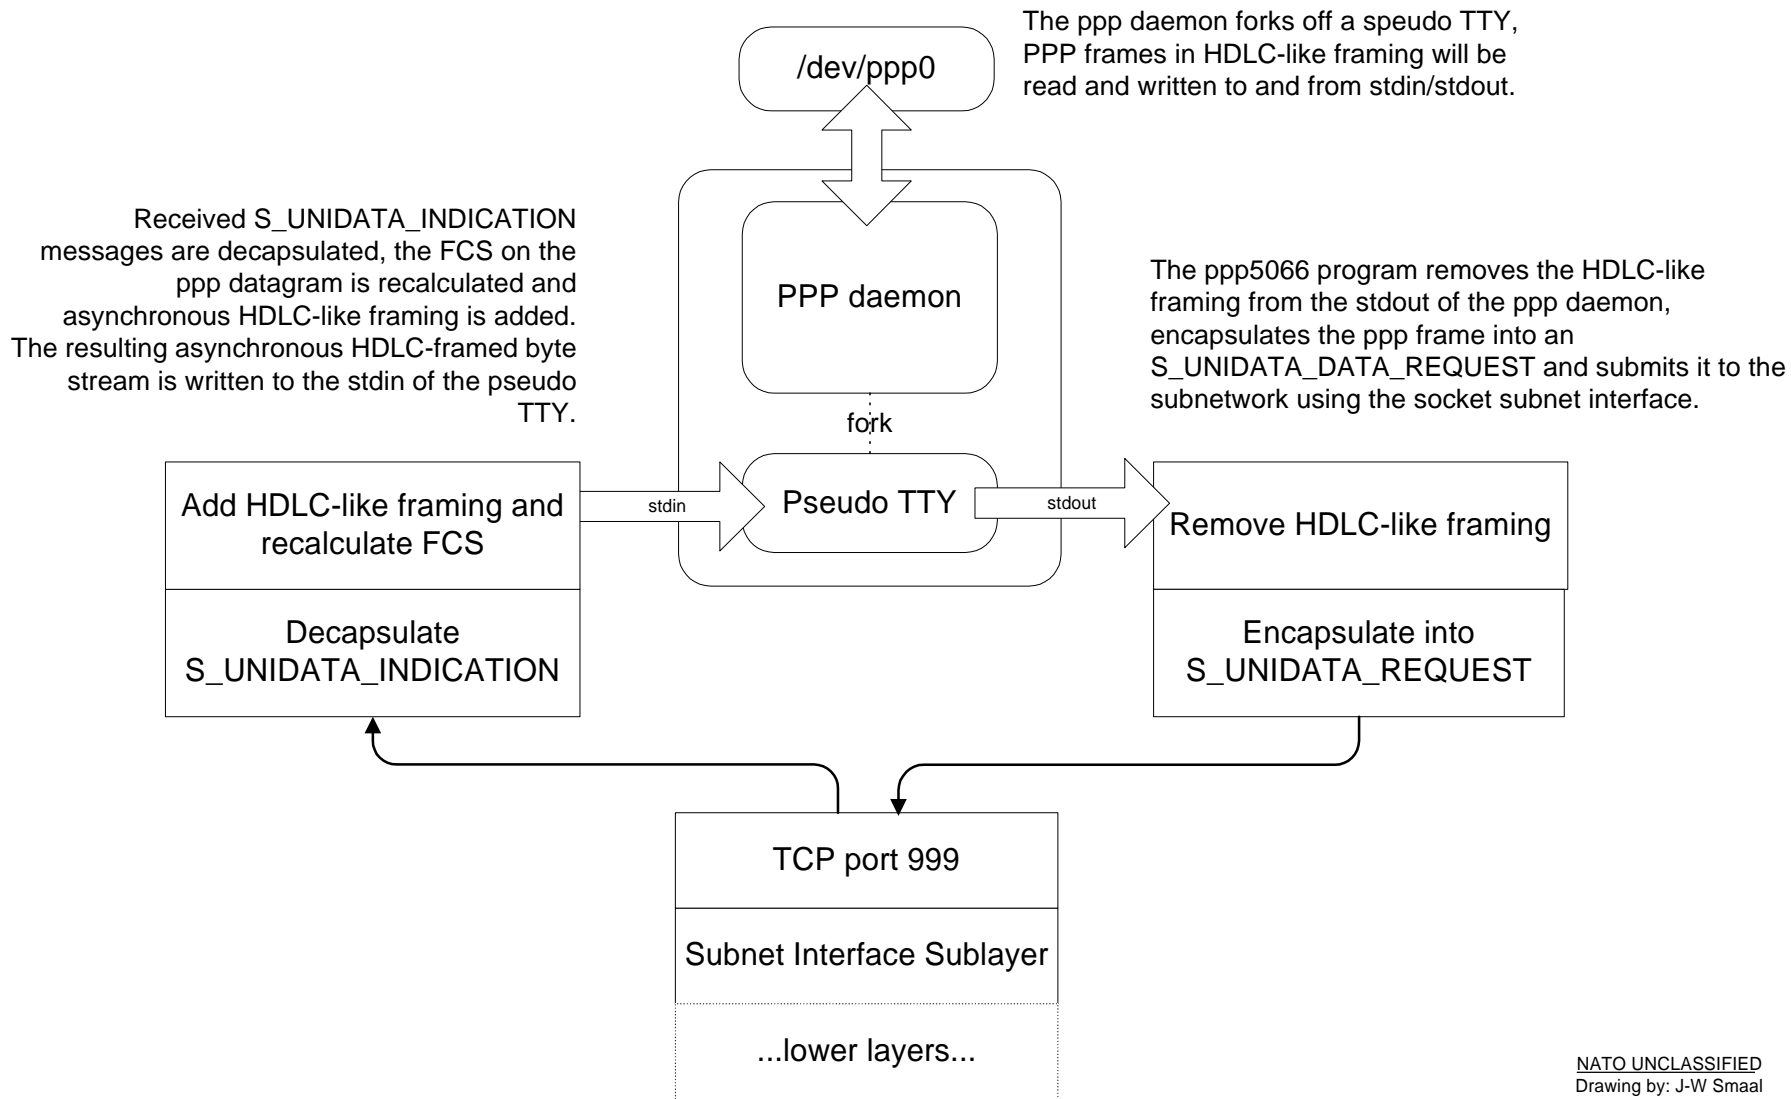 The ppp daemon forks off a speudo TTY,
PPP frames in HDLC-like framing will be
read and written to and from stdin/stdout.
/dev/ppp0
Received S_UNIDATA_INDICATION
messages are decapsulated, the FCS on the
ppp datagram is recalculated and
asynchronous HDLC-like framing is added.
The resulting asynchronous HDLC-framed byte
stream is written to the stdin of the pseudo
TTY.
PPP daemon
The ppp5066 program removes the HDLC-like
framing from the stdout of the ppp daemon,
encapsulates the ppp frame into an
S_UNIDATA_DATA_REQUEST and submits it to the
subnetwork using the socket subnet interface.
fork
Add HDLC-like framing and
recalculate FCS
stdin
Pseudo TTY
stdout
Remove HDLC-like framing
Decapsulate
S_UNIDATA_INDICATION
Encapsulate into
S_UNIDATA_REQUEST
TCP port 999
Subnet Interface Sublayer
...lower layers...
NATO UNCLASSIFIED
Drawing by: J-W Smaal